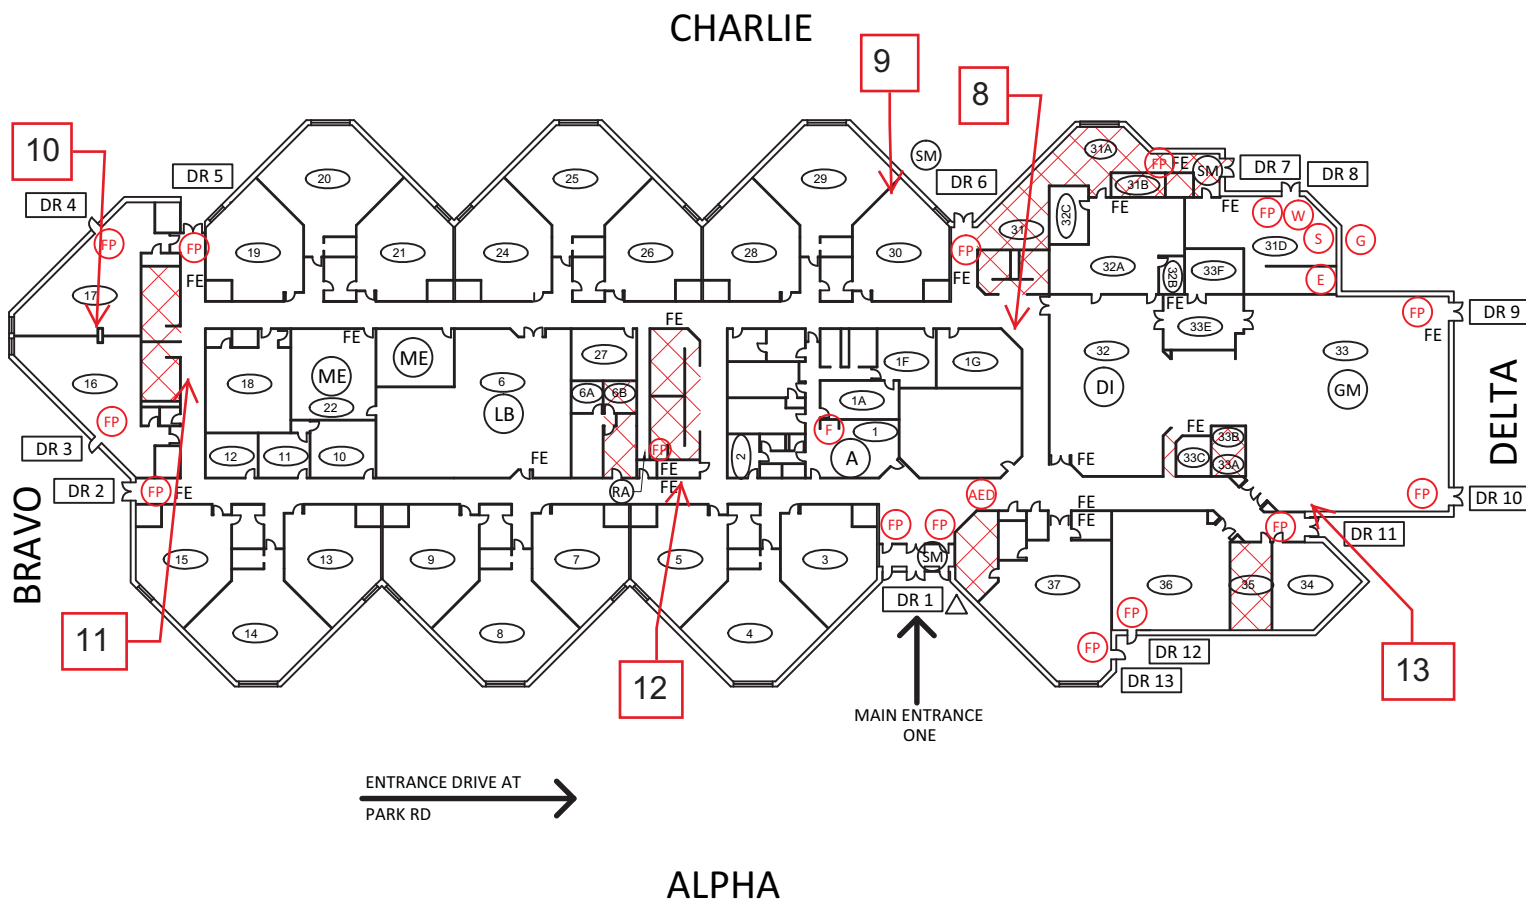 CHARLIE
9
8
10
SM
31A
FP
FE
SM
DR 7
DR 8
DR 5
20
25
29
DR 6
31B
DR 4
FE
FE
FP
W
32C
31
S
G
FP
FP
19
21
24
26
28
30
FP
31D
32A
32B
33F
E
FE
FE
17
FE
FP
DR 9
FE
33E
FE
FE
ME
ME
27
1F
1G
32
33
16
18
22
6
6A
6B
1A
DI
GM
DELTA
LB
FP
F
1
A
FE
33B
33C
33A
DR 3
12
11
10
FE
FP
FE
2
FE
BRAVO
DR 2
FP
FE
RA
FE
AED
FE
FE
FP
DR 10
FP
FP
FP
DR 11
15
13
9
7
5
3
SM
37
36
35
34
DR 1
FP
14
8
4
11
12
FP
DR 12
DR 13
13
MAIN ENTRANCE
ONE
ENTRANCE DRIVE AT
PARK RD
ALPHA